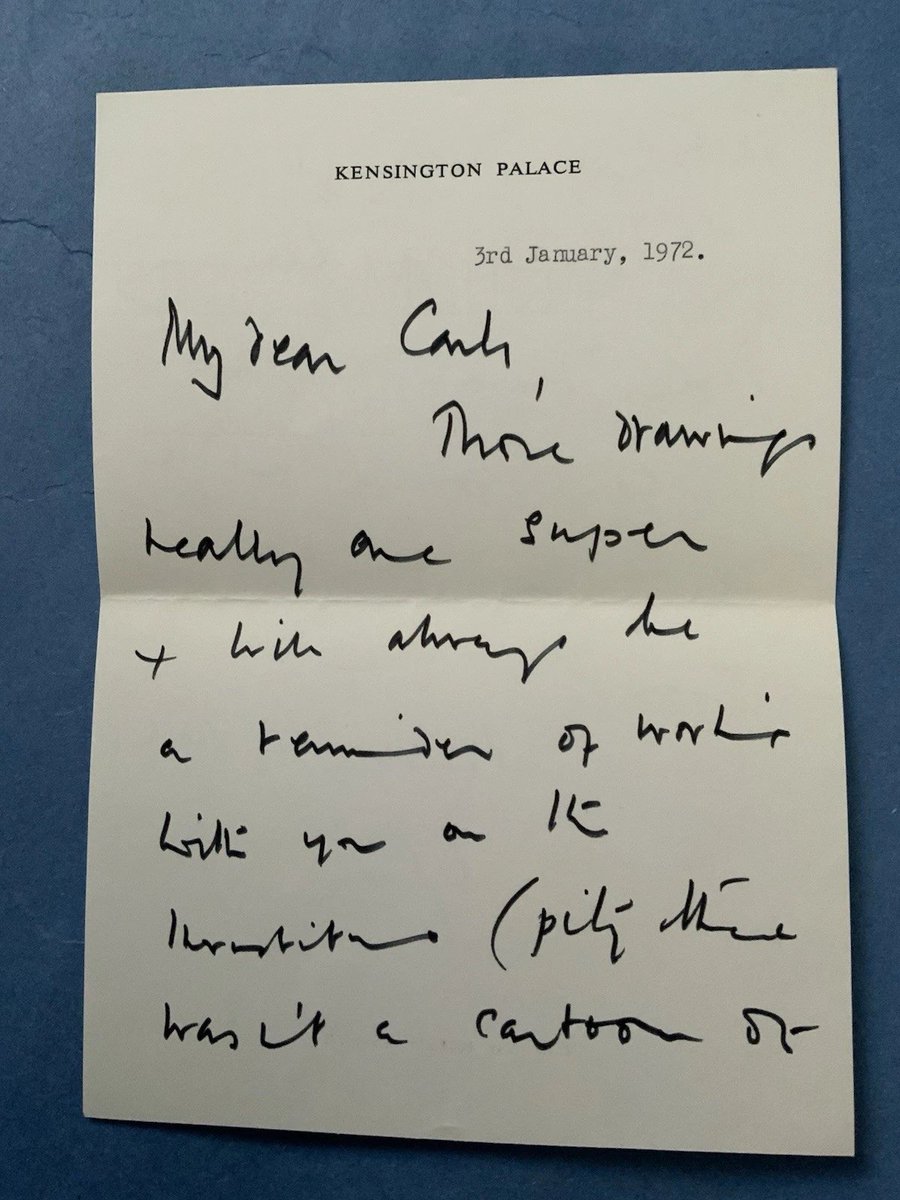 KENSINGTON PALACE
3rd January, 1972.
My dear Carl,
Those drawings
really are super
+ will always be
a reminder of working
with you on the
Investiture (pity there
wasn't a cartoon of